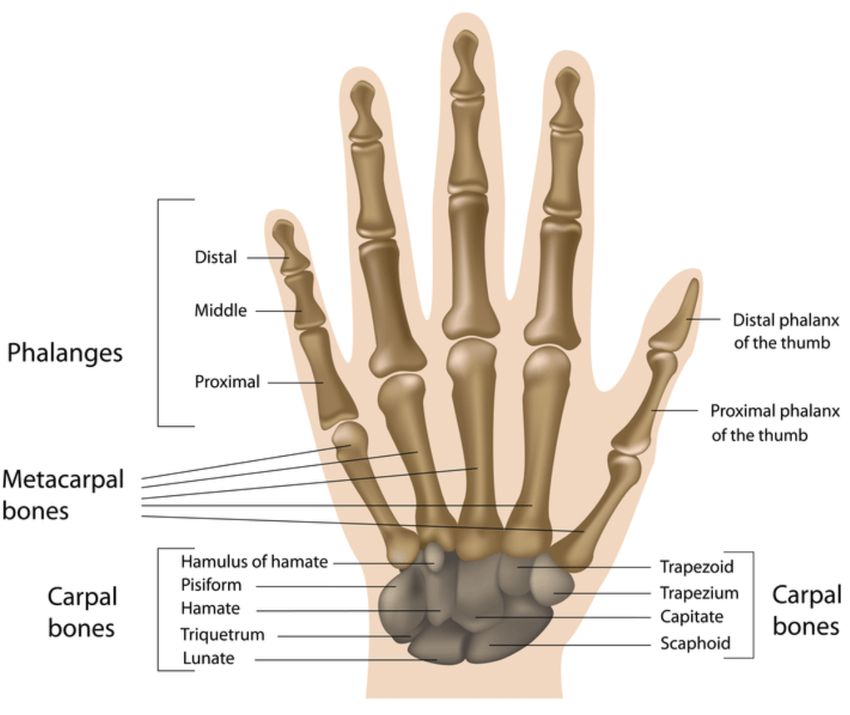 Phalanges
Distal
Middle
Proximal
Distal phalanx
of the thumb
Proximal phalanx
of the thumb
Metacarpal
bones
Carpal
bones
Hamulus of hamate
Pisiform
Hamate
Triquetrum
Lunate
Trapezoid
Trapezium
Capitate
Scaphoid
Carpal
bones